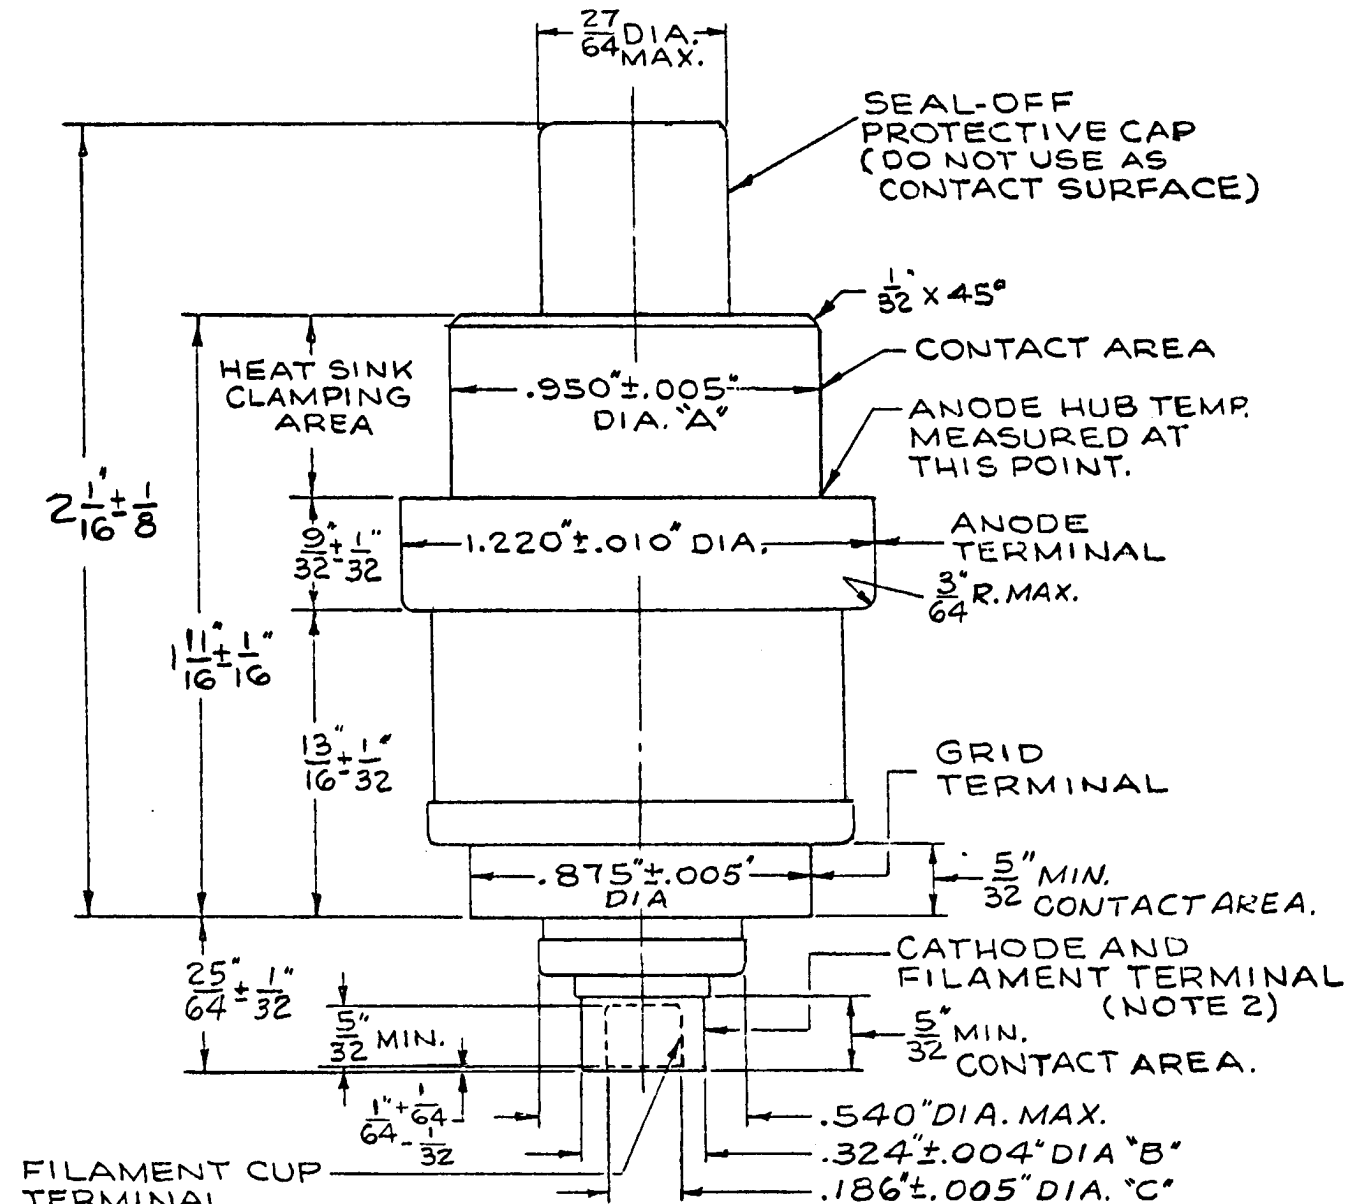 27/64 DIA.
MAX.
SEAL-OFF
PROTECTIVE CAP
(DO NOT USE AS
CONTACT SURFACE)
1/32" x 45°
HEAT SINK
CLAMPING
AREA
.950"±.005"
DIA. "A"
CONTACT AREA
ANODE HUB TEMP.
MEASURED AT
THIS POINT.
2 1/16" ± 1/8
9/32" ± 1/32"
1.220"±.010" DIA.
ANODE
TERMINAL
3/64" R. MAX.
1 11/16" ± 1/16"
13/16" ± 1/32"
GRID
TERMINAL
.875"±.005"
DIA
5/32" MIN.
CONTACT AREA.
25/64" ± 1/32"
CATHODE AND
FILAMENT TERMINAL
(NOTE 2)
5/32" MIN.
5/32" MIN.
CONTACT AREA.
1/64" + 1/64 - 1/32
.540" DIA. MAX.
.324"±.004" DIA "B"
.186"±.005" DIA. "C"
FILAMENT CUP
TERMINAL